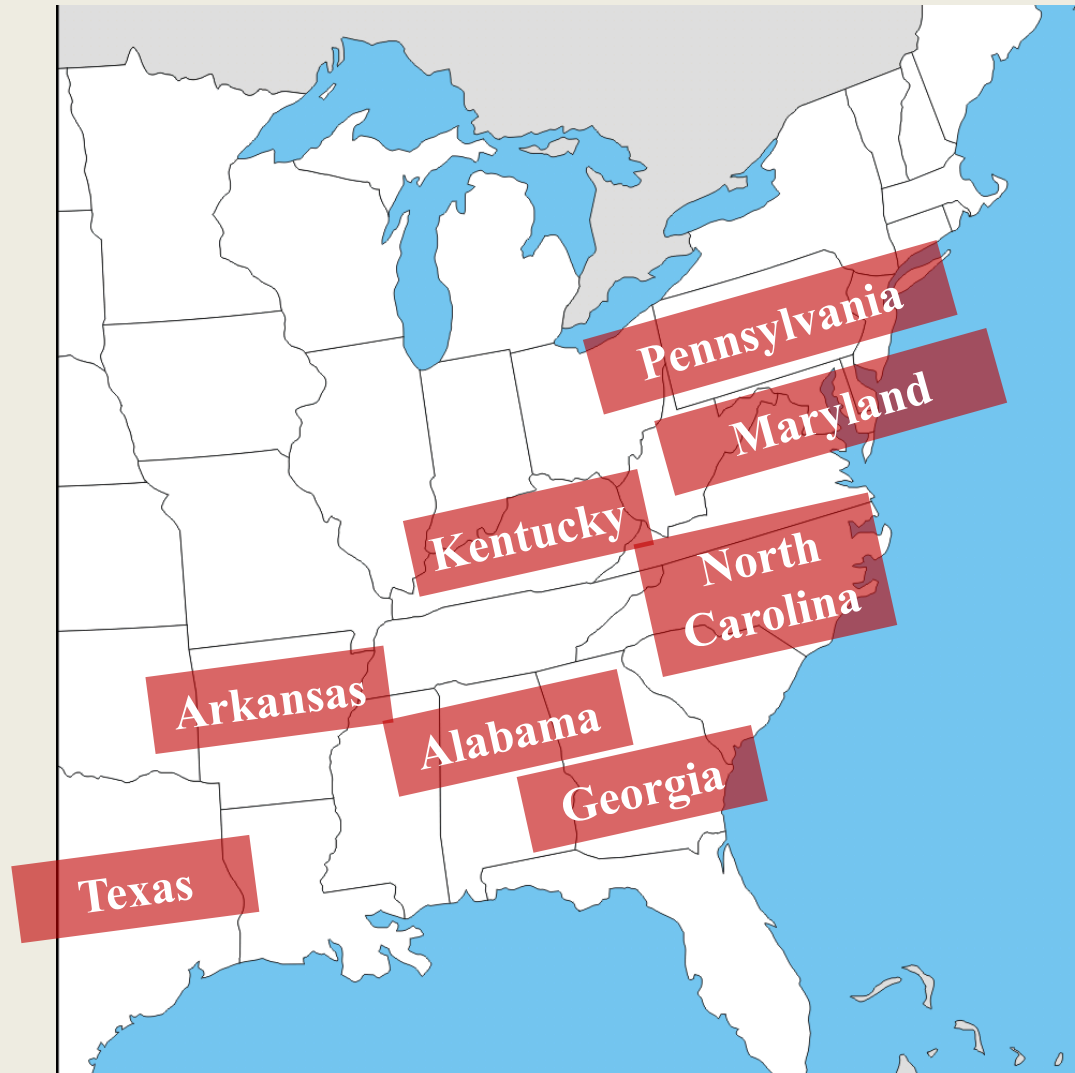 Pennsylvania
Maryland
Kentucky
North
Carolina
Arkansas
Alabama
Georgia
Texas